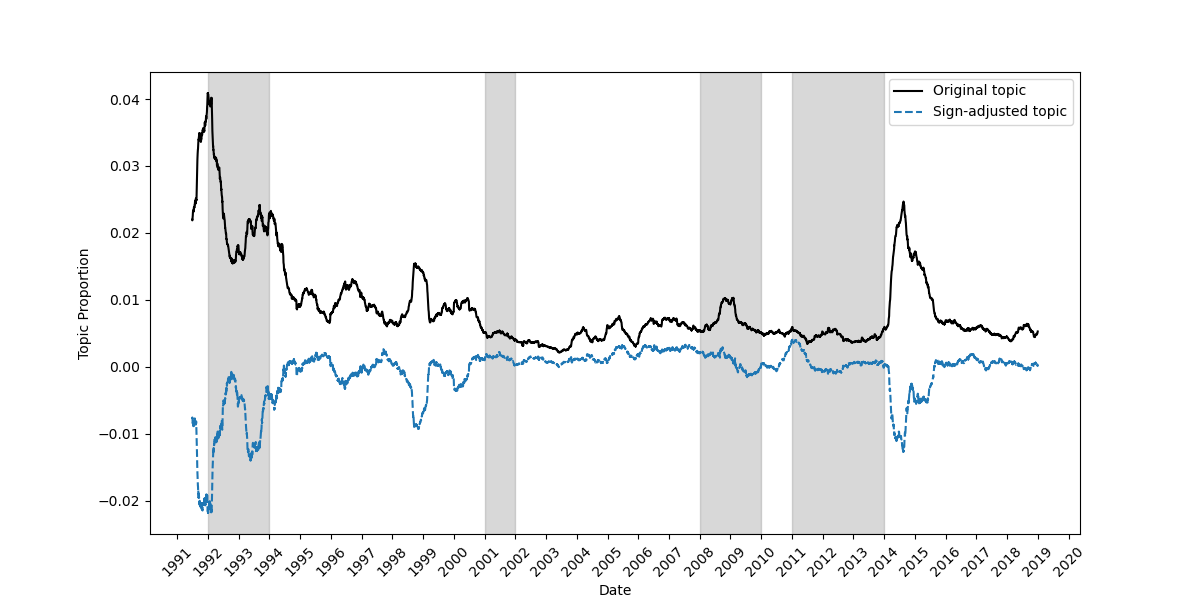 Original topic
Sign-adjusted topic
Topic Proportion
0.04
0.03
0.02
0.01
0.00
−0.01
−0.02
1991 1992 1993 1994 1995 1996 1997 1998 1999 2000 2001 2002 2003 2004 2005 2006 2007 2008 2009 2010 2011 2012 2013 2014 2015 2016 2017 2018 2019 2020
Date